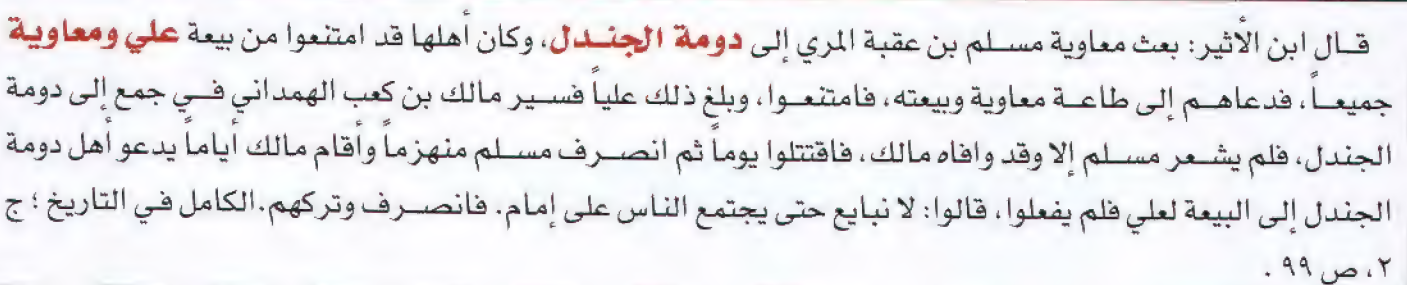 قال ابن الأثير: بعث معاوية مسلم بن عقبة المري إلى دومة الجندل، وكان أهلها قد امتنعوا من بيعة علي ومعاوية
جميعاً، فدعاهم إلى طاعة معاوية وبيعته، فامتنعوا، وبلغ ذلك علياً فسير مالك بن كعب الهمداني في جمع إلى دومة
الجندل، فلم يشعر مسلم إلا وقد وافاه مالك، فاقتتلوا يوماً ثم انصرف مسلم منهزماً وأقام مالك أياماً يدعو أهل دومة
الجندل إلى البيعة لعلي فلم يفعلوا، قالوا: لا نبايع حتى يجتمع الناس على إمام. فانصرف وتركهم.الكامل في التاريخ ؛ ج
٢، ص ٩٩ .